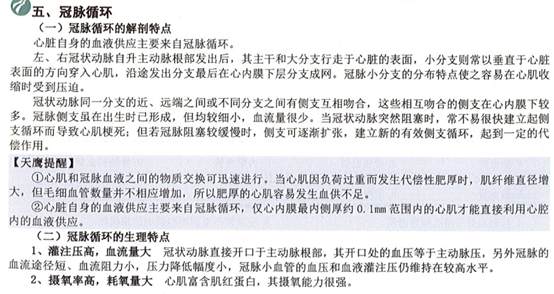 五、冠脉循环
（一）冠脉循环的解剖特点
心脏自身的血液供应主要来自冠脉循环。
左、右冠状动脉自升主动脉根部发出后，其主干和大分支行走于心脏的表面，小分支则常以垂直于心脏
表面的方向穿入心肌，沿途发出分支最后在心内膜下层分支成网。冠脉小分支的分布特点使之容易在心肌收
缩时受到压迫。
冠状动脉同一分支的近、远端之间或不同分支之间有侧支互相吻合，这些相互吻合的侧支在心内膜下较
多。冠脉侧支虽在出生时已形成，但均较细小，血流量很少。当冠状动脉突然阻塞时，常不易很快建立起侧
支循环而导致心肌梗死；但若冠脉阻塞较缓慢时，侧支可逐渐扩张，建立新的有效侧支循环，起到一定的代
偿作用。
【天鹰提醒】
①心肌和冠脉血液之间的物质交换可迅速进行。当心肌因负荷过重而发生代偿性肥厚时，肌纤维直径增
大，但毛细血管数量并不相应增加，所以肥厚的心肌容易发生血供不足。
②心脏自身的血液供应主要来自冠脉循环，仅心内膜最内侧厚约 0.1mm 范围内的心肌才能直接利用心腔
内的血液供应。
（二）冠脉循环的生理特点
1、灌注压高，血流量大 冠状动脉直接开口于主动脉根部，其开口处的血压等于主动脉压，另外冠脉的
血流途径短、血流阻力小，压力降低幅度小，冠脉小血管的血压和血液灌注压仍维持在较高水平。
2、摄氧率高，耗氧量大 心肌富含肌红蛋白，其摄氧能力很强。